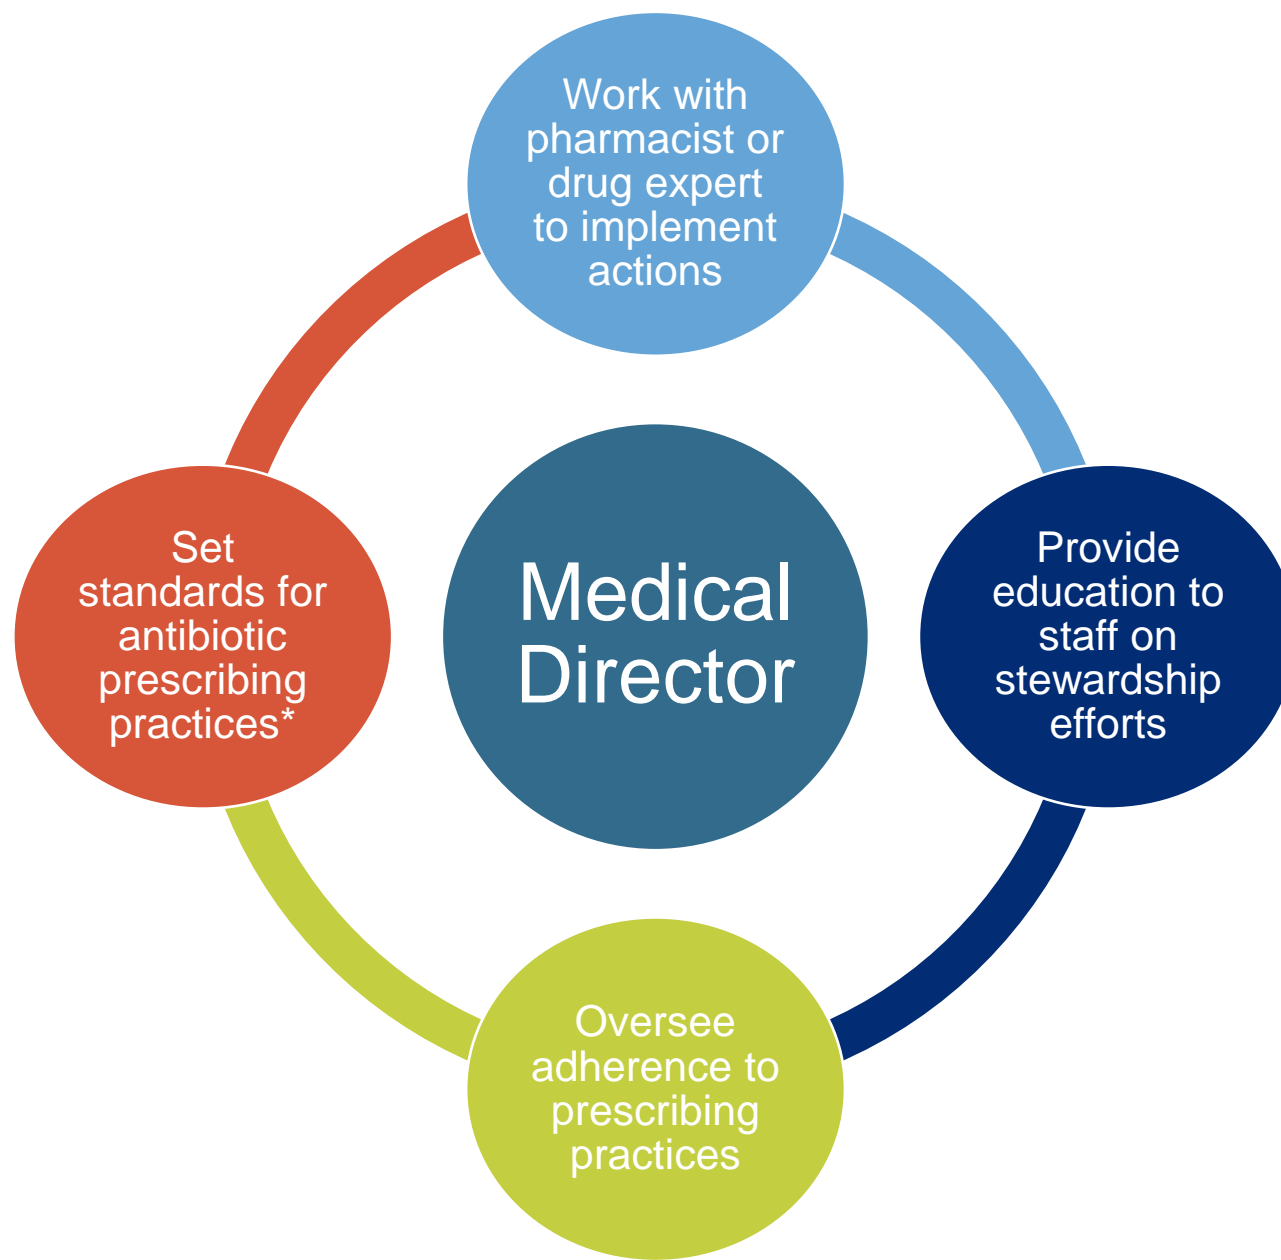 Work with
pharmacist or
drug expert
to implement
actions
Set
standards for
antibiotic
prescribing
practices*
Medical
Director
Provide
education to
staff on
stewardship
efforts
Oversee
adherence to
prescribing
practices